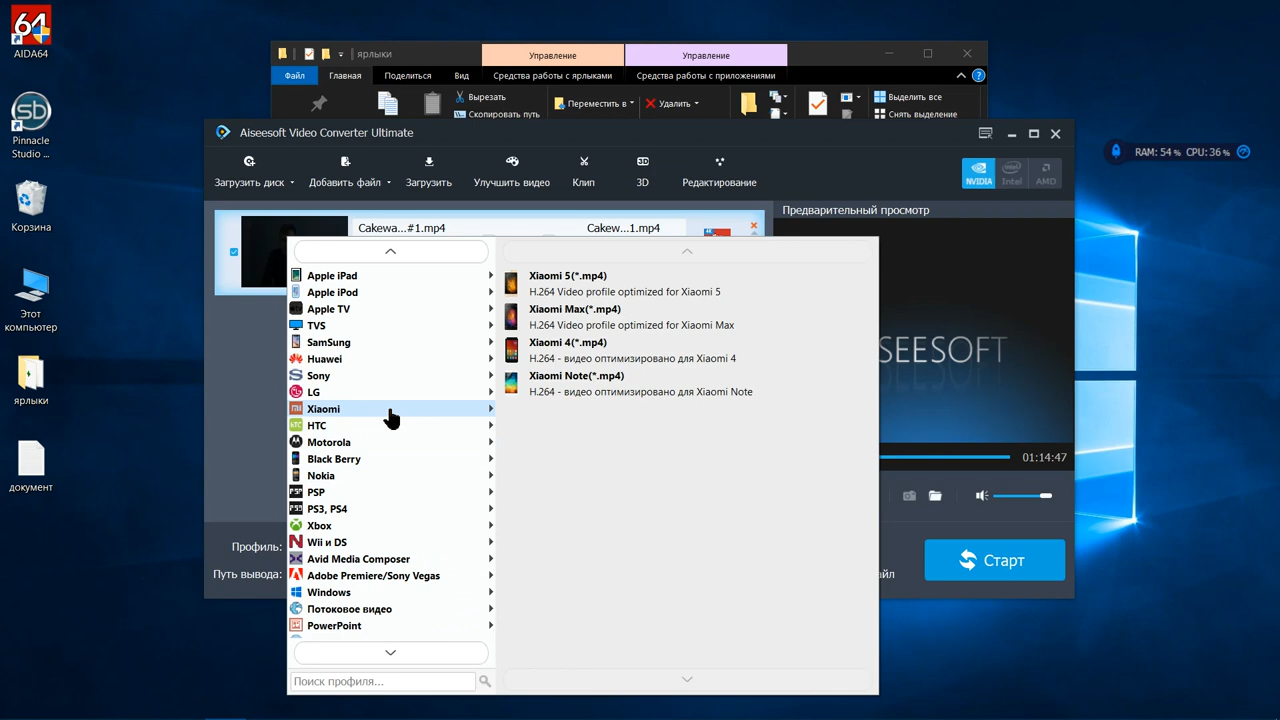 64
AIDA64
Pinnacle
Studio ...
Корзина
Этот
компьютер
ярлыки
документ
ярлыки
Управление
Управление
Файл
Главная
Поделиться
Вид
Средства работы с ярлыками
Средства работы с приложениями
Вырезать
Скопировать путь
Переместить в
Удалить
Выделить все
Снять выделение
Aiseesoft Video Converter Ultimate
Загрузить диск
Добавить файл
Загрузить
Улучшить видео
Клип
3D
3D
Редактирование
NVIDIA
Intel
AMD
RAM: 54 % CPU: 36 %
Cakewa...#1.mp4
Cakew...1.mp4
Предварительный просмотр
SEESOFT
01:14:47
Профиль:
Путь вывода:
айл
Старт
Apple iPad
Apple iPod
Apple TV
TVS
SamSung
Huawei
Sony
LG
Xiaomi
HTC
Motorola
Black Berry
Nokia
PSP
PS3, PS4
Xbox
Wii и DS
Avid Media Composer
Adobe Premiere/Sony Vegas
Windows
Потоковое видео
PowerPoint
Поиск профиля...
Xiaomi 5(*.mp4)
H.264 Video profile optimized for Xiaomi 5
Xiaomi Max(*.mp4)
H.264 Video profile optimized for Xiaomi Max
Xiaomi 4(*.mp4)
H.264 - видео оптимизировано для Xiaomi 4
Xiaomi Note(*.mp4)
H.264 - видео оптимизировано для Xiaomi Note